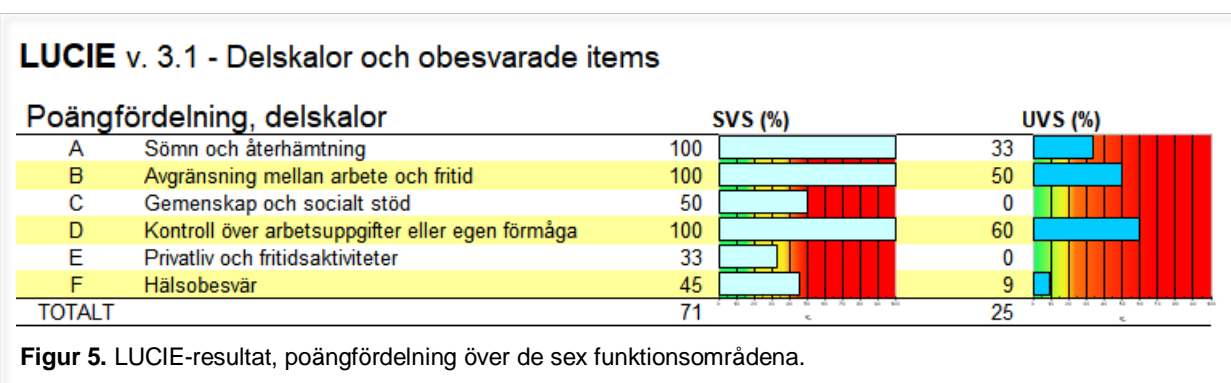 LUCIE v. 3.1 - Delskalor och obesvarade items
Poängfördelning, delskalor SVS (%) UVS (%)
A Sömn och återhämtning 100 33
B Avgränsning mellan arbete och fritid 100 50
C Gemenskap och socialt stöd 50 0
D Kontroll över arbetsuppgifter eller egen förmåga 100 60
E Privatliv och fritidsaktiviteter 33 0
F Hälsobesvär 45 9
TOTALT 71 25
Figur 5. LUCIE-resultat, poängfördelning över de sex funktionsområdena.